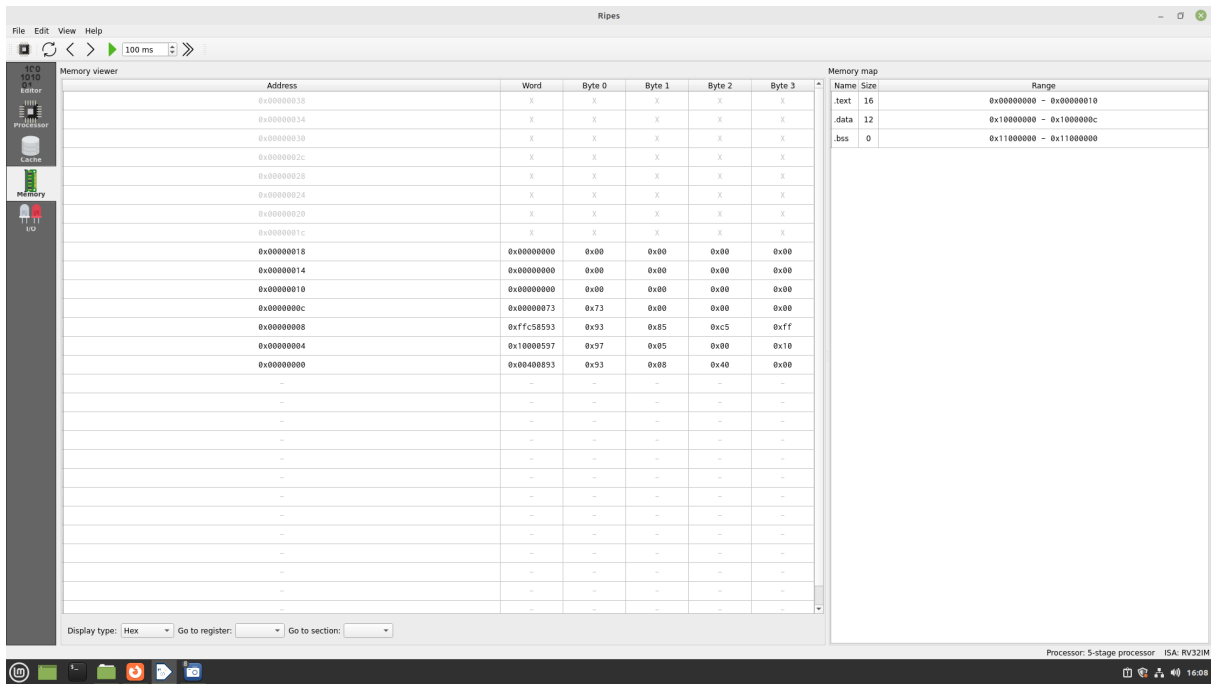 Ripes
File Edit View Help
100 ms
Editor
Processor
Cache
Memory
I/O
Memory viewer
Address Word Byte 0 Byte 1 Byte 2 Byte 3
0x00000038 X X X X X
0x00000034 X X X X X
0x00000030 X X X X X
0x0000002c X X X X X
0x00000028 X X X X X
0x00000024 X X X X X
0x00000020 X X X X X
0x0000001c X X X X X
0x00000018 0x00000000 0x00 0x00 0x00 0x00
0x00000014 0x00000000 0x00 0x00 0x00 0x00
0x00000010 0x00000000 0x00 0x00 0x00 0x00
0x0000000c 0x00000073 0x73 0x00 0x00 0x00
0x00000008 0xffc58593 0x93 0x85 0xc5 0xff
0x00000004 0x10000597 0x97 0x05 0x00 0x10
0x00000000 0x00400893 0x93 0x08 0x40 0x00
- - - - - -
- - - - - -
- - - - - -
- - - - - -
- - - - - -
- - - - - -
- - - - - -
- - - - - -
- - - - - -
- - - - - -
- - - - - -
- - - - - -
- - - - - -
Display type: Hex Go to register: Go to section:
Memory map
Name Size Range
.text 16 0x00000000 - 0x00000010
.data 12 0x10000000 - 0x1000000c
.bss 0 0x11000000 - 0x11000000
Processor: 5-stage processor ISA: RV32IM
16:08